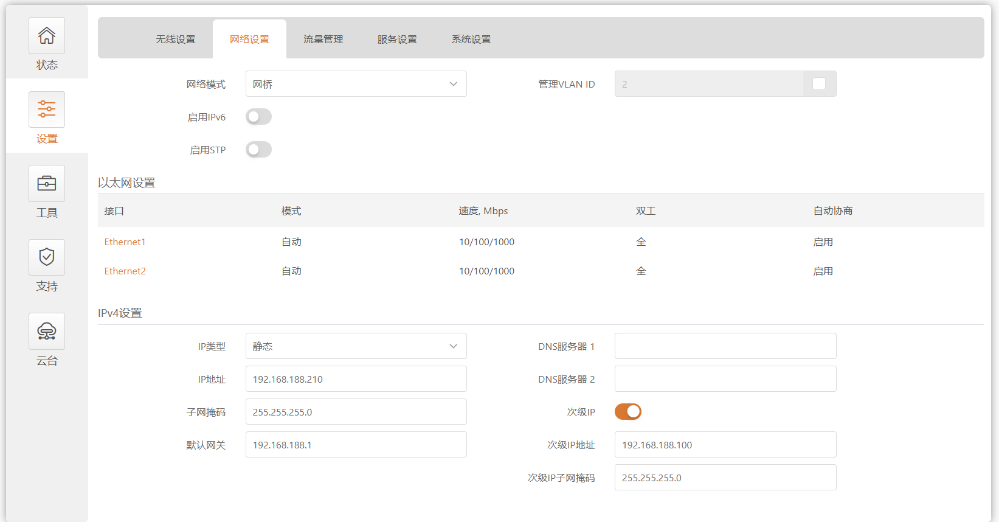 状态
设置
工具
支持
云台
无线设置 网络设置 流量管理 服务设置 系统设置
网络模式 网桥 管理VLAN ID 2
启用IPv6
启用STP
以太网设置
接口 模式 速度, Mbps 双工 自动协商
Ethernet1 自动 10/100/1000 全 启用
Ethernet2 自动 10/100/1000 全 启用
IPv4设置
IP类型 静态 DNS服务器 1
IP地址 192.168.188.210 DNS服务器 2
子网掩码 255.255.255.0 次级IP
默认网关 192.168.188.1 次级IP地址 192.168.188.100
次级IP子网掩码 255.255.255.0